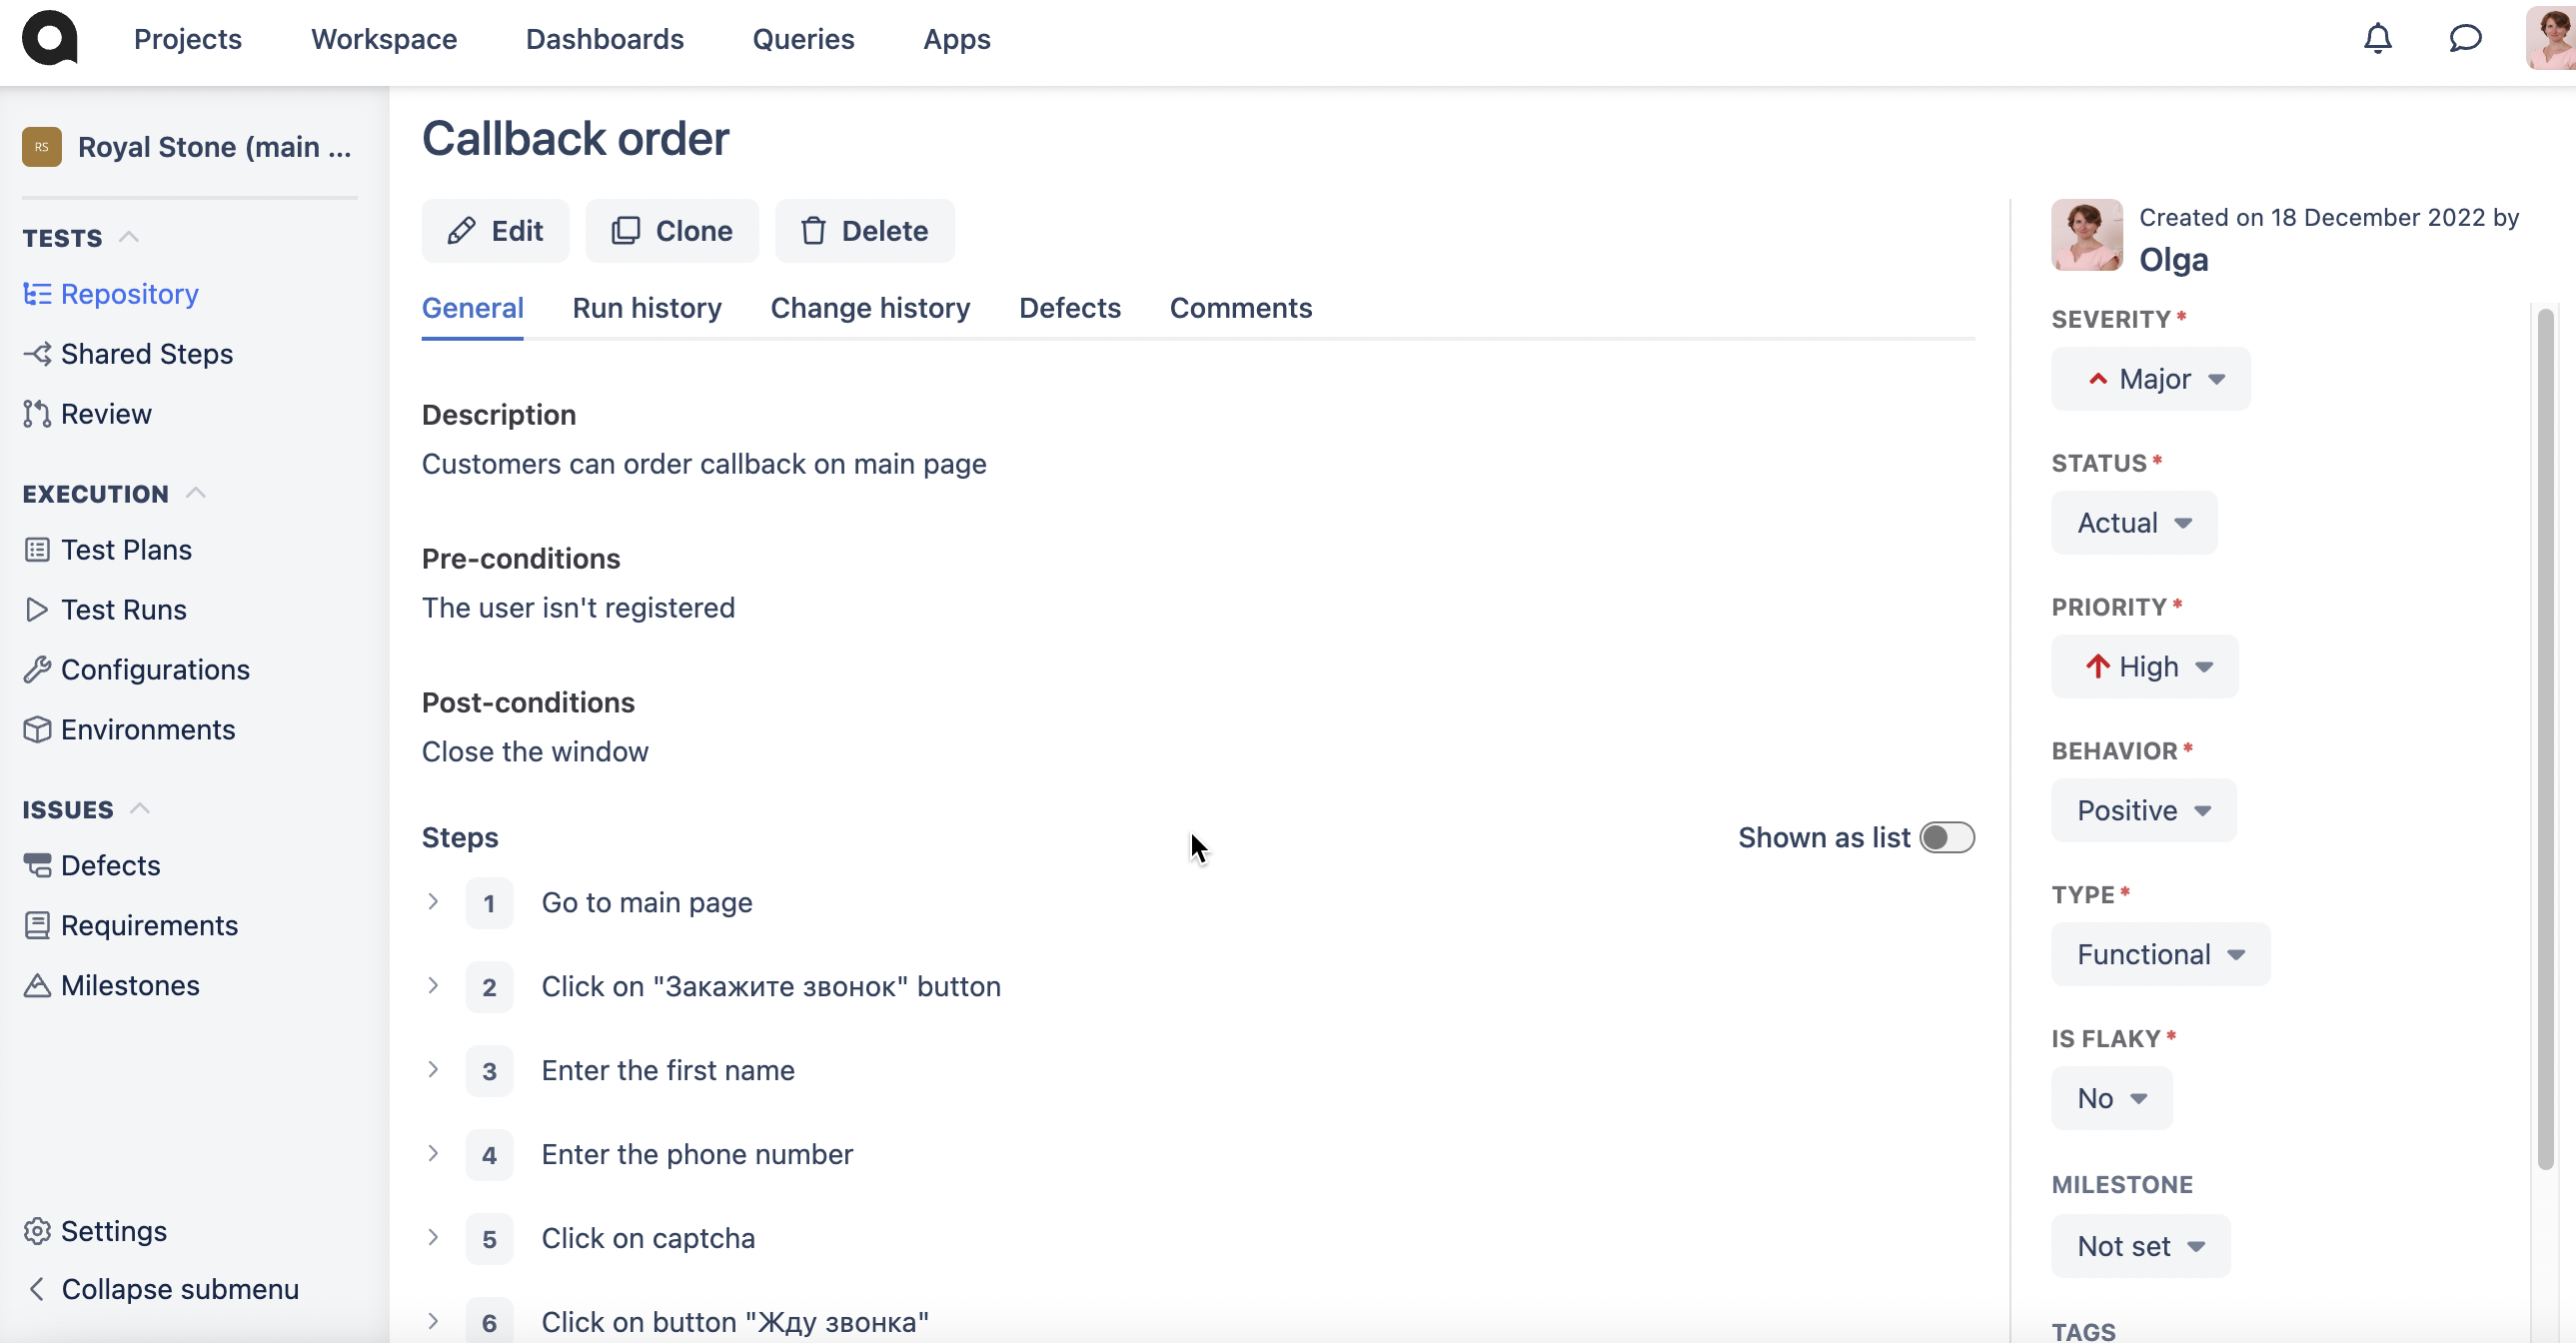 Projects
Workspace
Dashboards
Queries
Apps
RS
Royal Stone (main ...
TESTS
Repository
Shared Steps
Review
EXECUTION
Test Plans
Test Runs
Configurations
Environments
ISSUES
Defects
Requirements
Milestones
Settings
Collapse submenu
Callback order
Edit
Clone
Delete
General
Run history
Change history
Defects
Comments
Description
Customers can order callback on main page
Pre-conditions
The user isn't registered
Post-conditions
Close the window
Steps
Shown as list
1 Go to main page
2 Click on "Закажите звонок" button
3 Enter the first name
4 Enter the phone number
5 Click on captcha
6 Click on button "Жду звонка"
Created on 18 December 2022 by
Olga
SEVERITY*
Major
STATUS*
Actual
PRIORITY*
High
BEHAVIOR*
Positive
TYPE*
Functional
IS FLAKY*
No
MILESTONE
Not set
TAGS